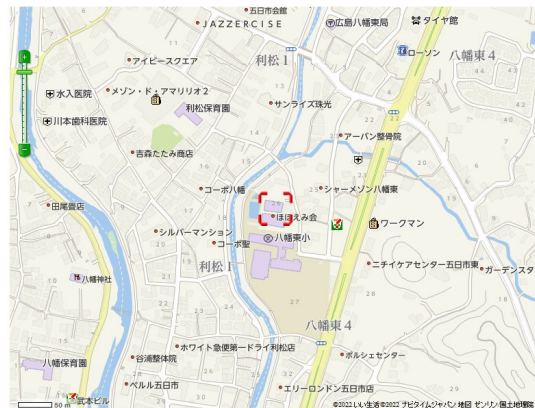 五日市会館
JAZZERCISE
広島八幡東局
タイヤ館
アイビースクエア
利松1
ローソン
八幡東4
水入医院
メゾン・ド・アマリリオ2
利松保育園
サンライズ珠光
川本歯科医院
アーバン整骨院
吉森たたみ商店
コーポ八幡
シャーメゾン八幡東
田尾畳店
ほほえみ会
シルバーマンション
コーポ聖
八幡東小
ワークマン
利松1
ニチイケアセンター五日市東
ガーデンスタ
八幡神社
27
28
八幡東4
ホワイト急便第一ドライ利松店
谷浦整体院
ポルシェセンター
八幡保育園
ベルル五日市
エリーロンドン五日市店
武本ビル
50 m
©2022 いい生活 ©2022 ナビタイムジャパン 地図 ゼンリン/国土地理院